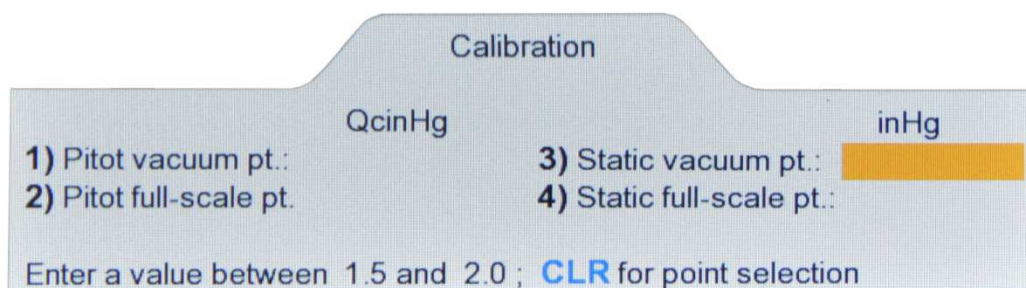 Calibration
QcinHg inHg
1) Pitot vacuum pt.: 3) Static vacuum pt.:
2) Pitot full-scale pt. 4) Static full-scale pt.:
Enter a value between 1.5 and 2.0 ; CLR for point selection